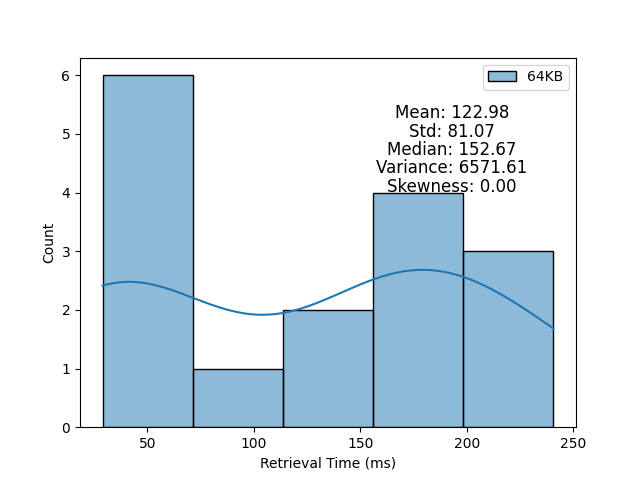 64KB
Mean: 122.98
Std: 81.07
Median: 152.67
Variance: 6571.61
Skewness: 0.00
6
5
4
3
2
1
0
Count
50 100 150 200 250
Retrieval Time (ms)